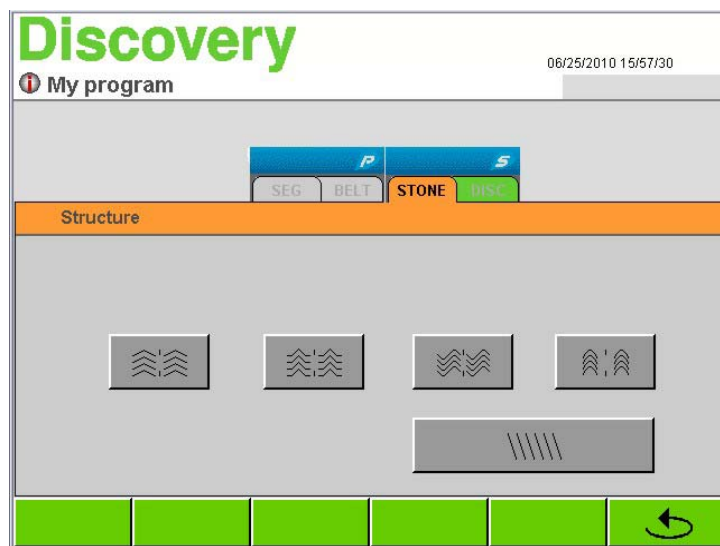 Discovery
06/25/2010 15/57/30
My program
P S
SEG BELT STONE DISC
Structure